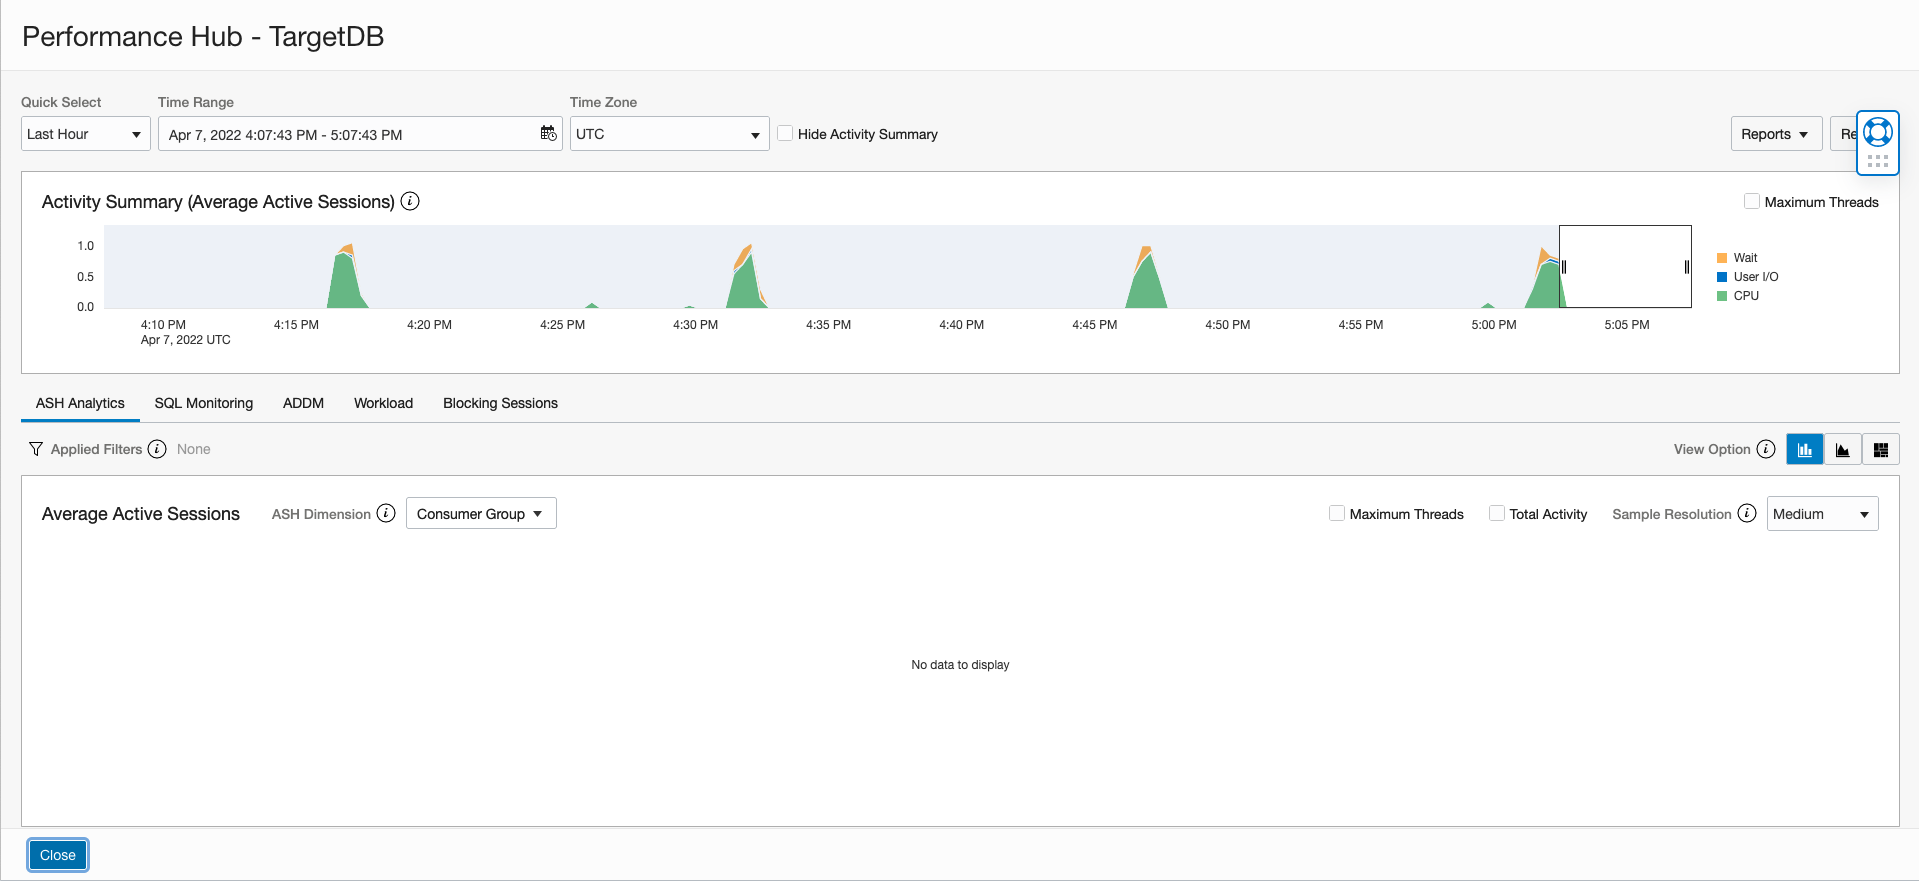 Performance Hub - TargetDB
Quick Select
Time Range
Time Zone
Last Hour
Apr 7, 2022 4:07:43 PM - 5:07:43 PM
UTC
Hide Activity Summary
Reports
Re
Activity Summary (Average Active Sessions)
Maximum Threads
1.0
0.5
0.0
Wait
User I/O
CPU
4:10 PM
4:15 PM
4:20 PM
4:25 PM
4:30 PM
4:35 PM
4:40 PM
4:45 PM
4:50 PM
4:55 PM
5:00 PM
5:05 PM
Apr 7, 2022 UTC
ASH Analytics
SQL Monitoring
ADDM
Workload
Blocking Sessions
Applied Filters
None
View Option
Average Active Sessions
ASH Dimension
Consumer Group
Maximum Threads
Total Activity
Sample Resolution
Medium
No data to display
Close